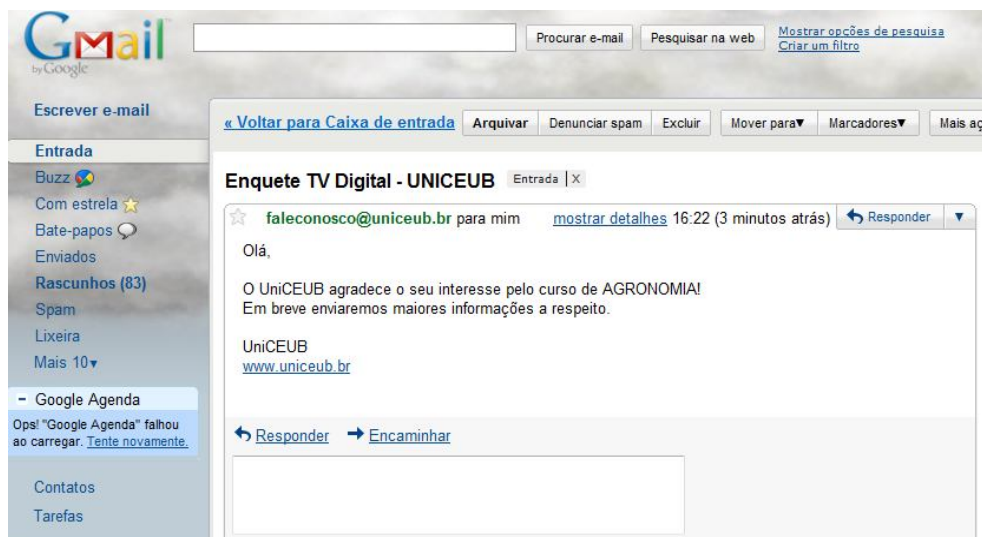 Gmail
by Google
Procurar e-mail
Pesquisar na web
Mostrar opções de pesquisa
Criar um filtro
Escrever e-mail
Entrada
Buzz
Com estrela
Bate-papos
Enviados
Rascunhos (83)
Spam
Lixeira
Mais 10▾
- Google Agenda
Ops! "Google Agenda" falhou
ao carregar. Tente novamente.
Contatos
Tarefas
« Voltar para Caixa de entrada Arquivar Denunciar spam Excluir Mover para▼ Marcadores▼ Mais
Enquete TV Digital - UNICEUB Entrada | X
faleconosco@uniceub.br para mim mostrar detalhes 16:22 (3 minutos atrás) Responder ▼
Olá,
O UniCEUB agradece o seu interesse pelo curso de AGRONOMIA!
Em breve enviaremos maiores informações a respeito.
UniCEUB
www.uniceub.br
Responder Encaminhar